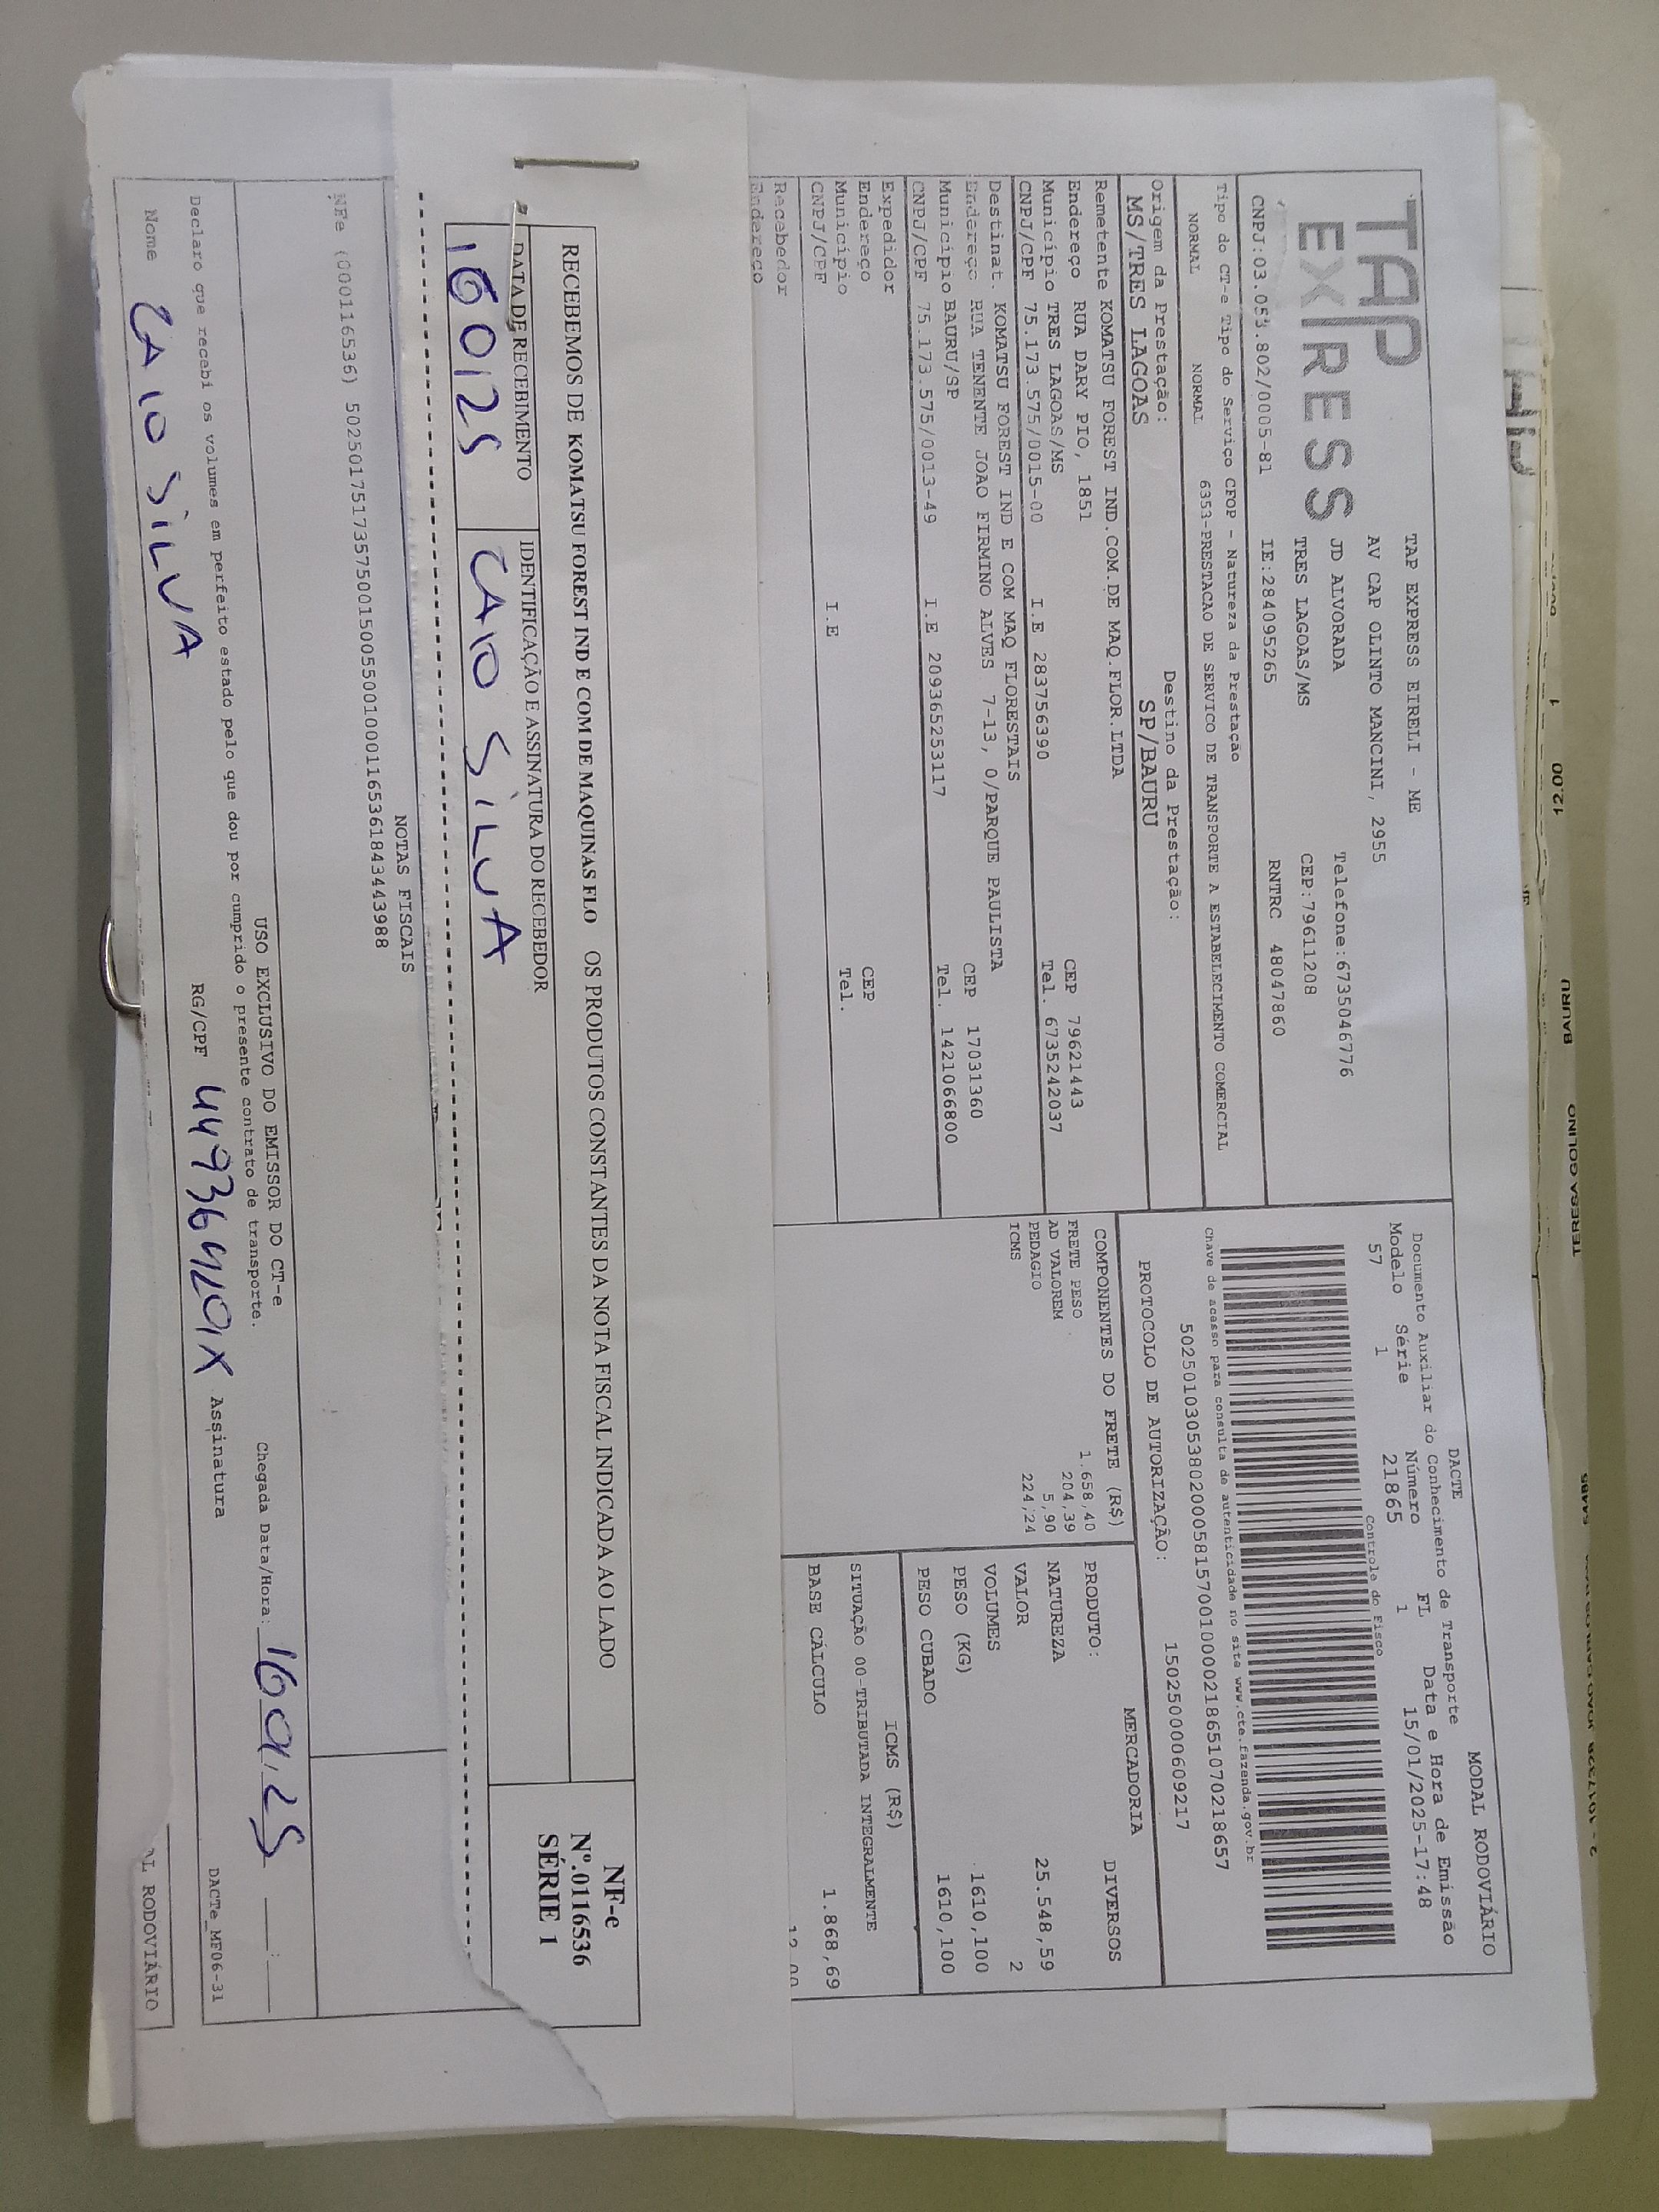 TAP
EXPRESS
TAP EXPRESS EIRELI - ME
AV CAP OLINTO MANCINI, 2955
JD ALVORADA Telefone:6735046776
TRES LAGOAS/MS CEP:79611208
CNPJ:03.053.802/0005-81 IE:284095265 RNTRC 48047860
MODAL RODOVIÁRIO
DACTE
Documento Auxiliar do Conhecimento de Transporte
Modelo Série Número FL Data e Hora de Emissão
57 1 21865 1 15/01/2025-17:48
Controle do Fisco
Chave de acasso para consulta de autenticidade no site www.cte.fazenda.gov.br
50250103053802000581570010000218651070218657
PROTOCOLO DE AUTORIZAÇÃO: 150250000609217
Tipo do CT-e Tipo do Serviço CFOP - Natureza da Prestação
NORMAL NORMAL 6353-PRESTACAO DE SERVICO DE TRANSPORTE A ESTABELECIMENTO COMERCIAL
Origem da Prestação: Destino da Prestação:
MS/TRES LAGOAS SP/BAURU
Remetente KOMATSU FOREST IND.COM.DE MAQ.FLOR.LTDA
Endereço RUA DARY PIO, 1851 CEP 79621443
Município TRES LAGOAS/MS Tel. 6735242037
CNPJ/CPF 75.173.575/0015-00 I.E 283756390
Destinat. KOMATSU FOREST IND E COM MAQ FLORESTAIS
Endereço RUA TENENTE JOAO FIRMINO ALVES 7-13, 0/PARQUE PAULISTA CEP 17031360
Município BAURU/SP Tel. 1421066800
CNPJ/CPF 75.173.575/0013-49 I.E 209365253117
Expedidor
Endereço CEP
Município Tel.
CNPJ/CPF I.E
Recebedor
Endereço
COMPONENTES DO FRETE (R$)
FRETE PESO 1.658,40
AD VALOREM 204,39
PEDAGIO 5,90
ICMS 224,24
MERCADORIA
PRODUTO: DIVERSOS
NATUREZA
VALOR 25.548,59
VOLUMES 2
PESO (KG) 1610,100
PESO CUBADO 1610,100
ICMS (R$)
SITUAÇÃO 00-TRIBUTADA INTEGRALMENTE
BASE CÁLCULO 1.868,69
12,00
RECEBEMOS DE KOMATSU FOREST IND E COM DE MAQUINAS FLO OS PRODUTOS CONSTANTES DA NOTA FISCAL INDICADA AO LADO
DATA DE RECEBIMENTO IDENTIFICAÇÃO E ASSINATURA DO RECEBEDOR
160125 CAIO SILVA
NF-e
Nº.0116536
SÉRIE 1
NOTAS FISCAIS
NFe (000116536) 50250175173575001500550010001165361843443988
USO EXCLUSIVO DO EMISSOR DO CT-e
Declaro que recebi os volumes em perfeito estado pelo que dou por cumprido o presente contrato de transporte.
Chegada Data/Hora: 160125 __:__
Nome CAIO SILVA RG/CPF Assinatura
DACTe_MF06-31
AL RODOVIÁRIO
1 12,00 BAURU TERESA GOLINO